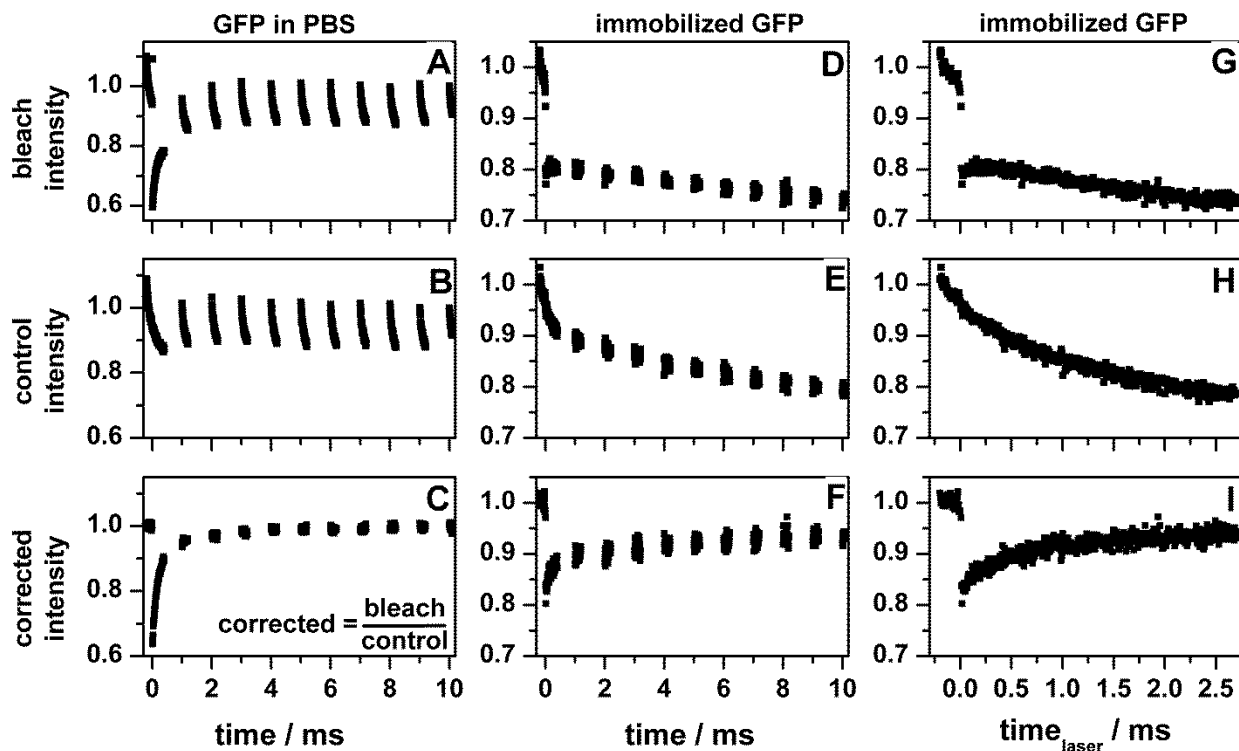 GFP in PBS
immobilized GFP
immobilized GFP
bleach
intensity
1.0
0.8
0.6
A
1.0
0.9
0.8
0.7
D
1.0
0.9
0.8
0.7
G
control
intensity
1.0
0.8
0.6
B
1.0
0.9
0.8
0.7
E
1.0
0.9
0.8
0.7
H
corrected
intensity
1.0
0.9
0.8
0.7
0.6
C
corrected = bleach
control
1.0
0.9
0.8
0.7
F
1.0
0.9
0.8
0.7
I
0 2 4 6 8 10
0 2 4 6 8 10
0.0 0.5 1.0 1.5 2.0 2.5
time / ms
time / ms
time laser / ms